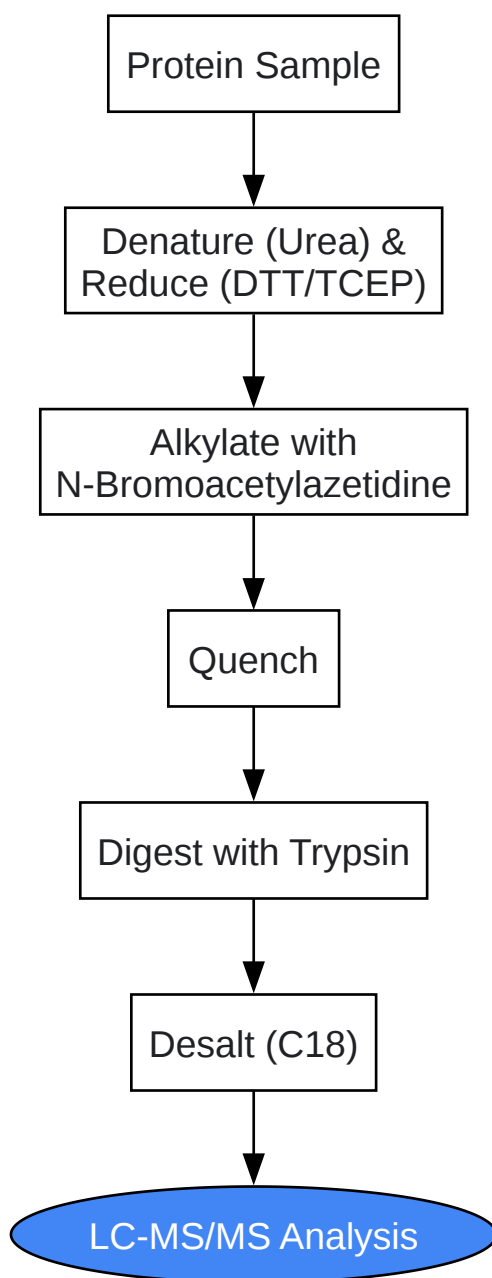 Protein Sample
Denature (Urea) &
Reduce (DTT/TCEP)
Alkylate with
N-Bromoacetylazetidine
Quench
Digest with Trypsin
Desalt (C18)
LC-MS/MS Analysis